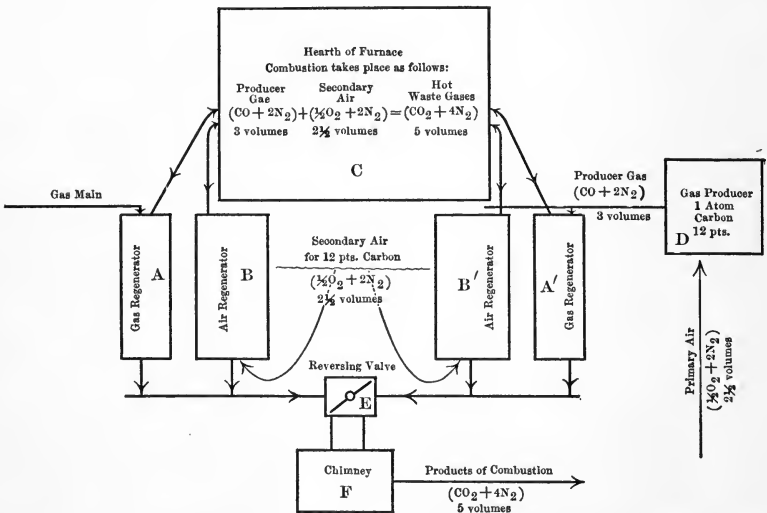 Hearth of Furnace
Combustion takes place as follows:
Producer Gae
(CO + 2N₂)
3 volumes
+
Secondary Air
(½O₂ + 2N₂)
2½ volumes
=
Hot Waste Gases
(CO₂ + 4N₂)
5 volumes
C
Gas Main
Gas Regenerator
A
Air Regenerator
B
Secondary Air
for 12 pts. Carbon
(½O₂ + 2N₂)
2½ volumes
B′
Air Regenerator
A′
Gas Regenerator
Producer Gas
(CO + 2N₂)
3 volumes
Gas Producer
1 Atom
Carbon
12 pts.
D
Primary Air
(½O₂ + 2N₂)
2½ volumes
Reversing Valve
E
Chimney
F
Products of Combustion
(CO₂ + 4N₂)
5 volumes